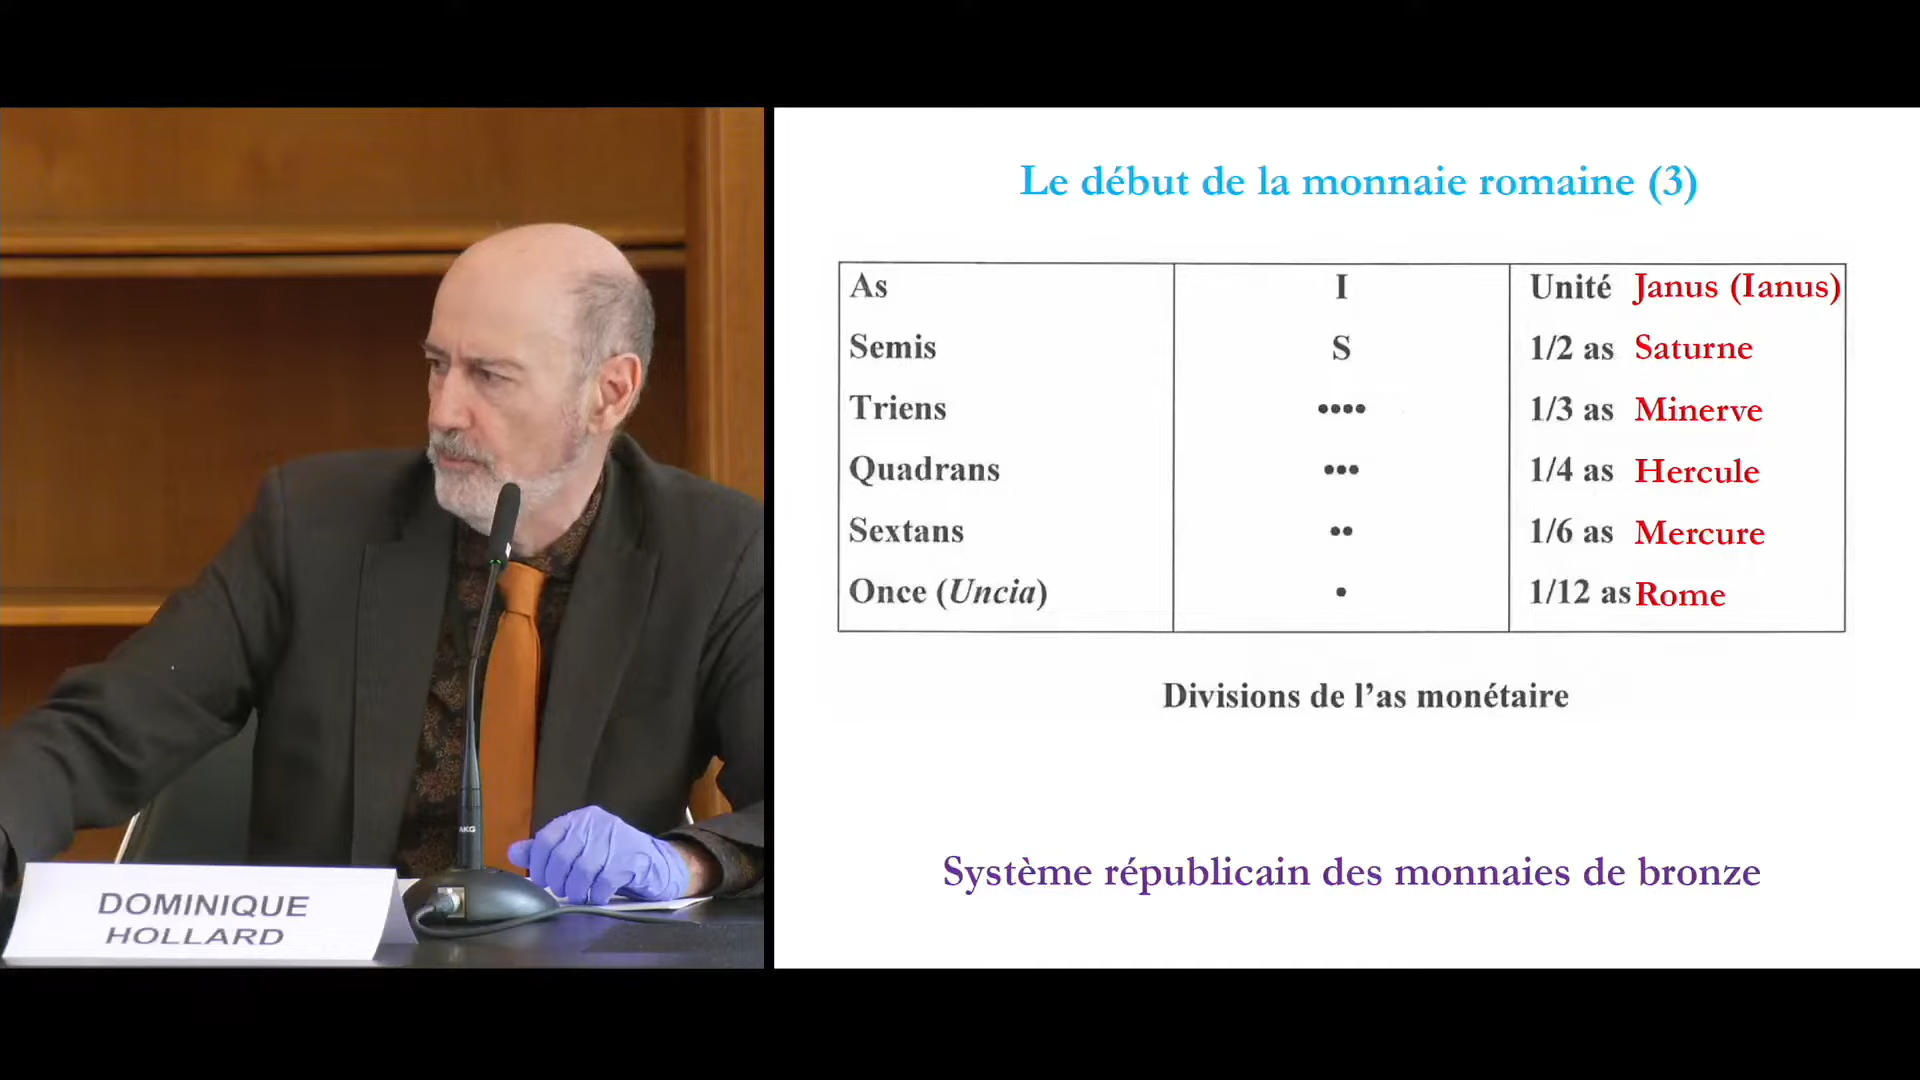 Le début de la monnaie romaine (3)
As I Unité Janus (Ianus)
Semis S 1/2 as Saturne
Triens •••• 1/3 as Minerve
Quadrans ••• 1/4 as Hercule
Sextans •• 1/6 as Mercure
Once (Uncia) • 1/12 as Rome
Divisions de l’as monétaire
Système républicain des monnaies de bronze
AKG
DOMINIQUE
HOLLARD